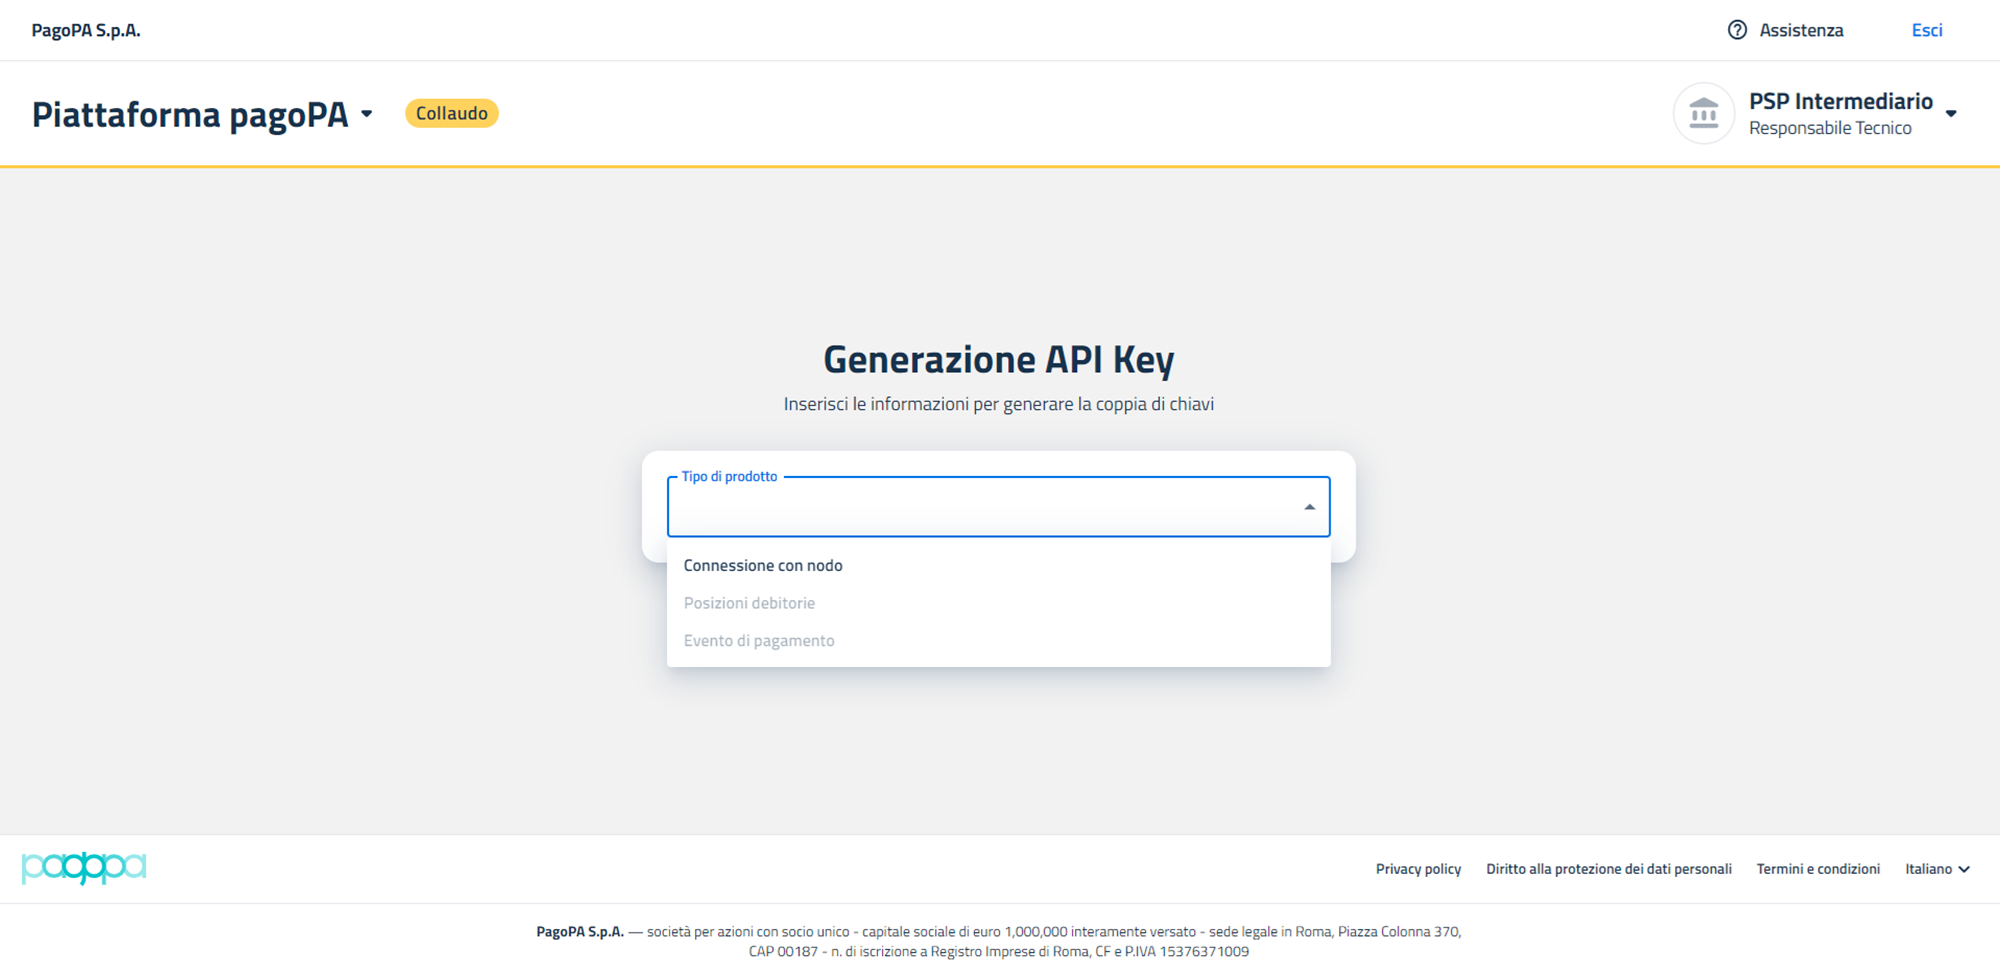 PagoPA S.p.A.
Assistenza
Esci
Piattaforma pagoPA
Collaudo
PSP Intermediario
Responsabile Tecnico
Generazione API Key
Inserisci le informazioni per generare la coppia di chiavi
Tipo di prodotto
Connessione con nodo
Posizioni debitorie
Evento di pagamento
pagopa
Privacy policy
Diritto alla protezione dei dati personali
Termini e condizioni
Italiano
PagoPA S.p.A. — società per azioni con socio unico - capitale sociale di euro 1,000,000 interamente versato - sede legale in Roma, Piazza Colonna 370,
CAP 00187 - n. di iscrizione a Registro Imprese di Roma, CF e P.IVA 15376371009